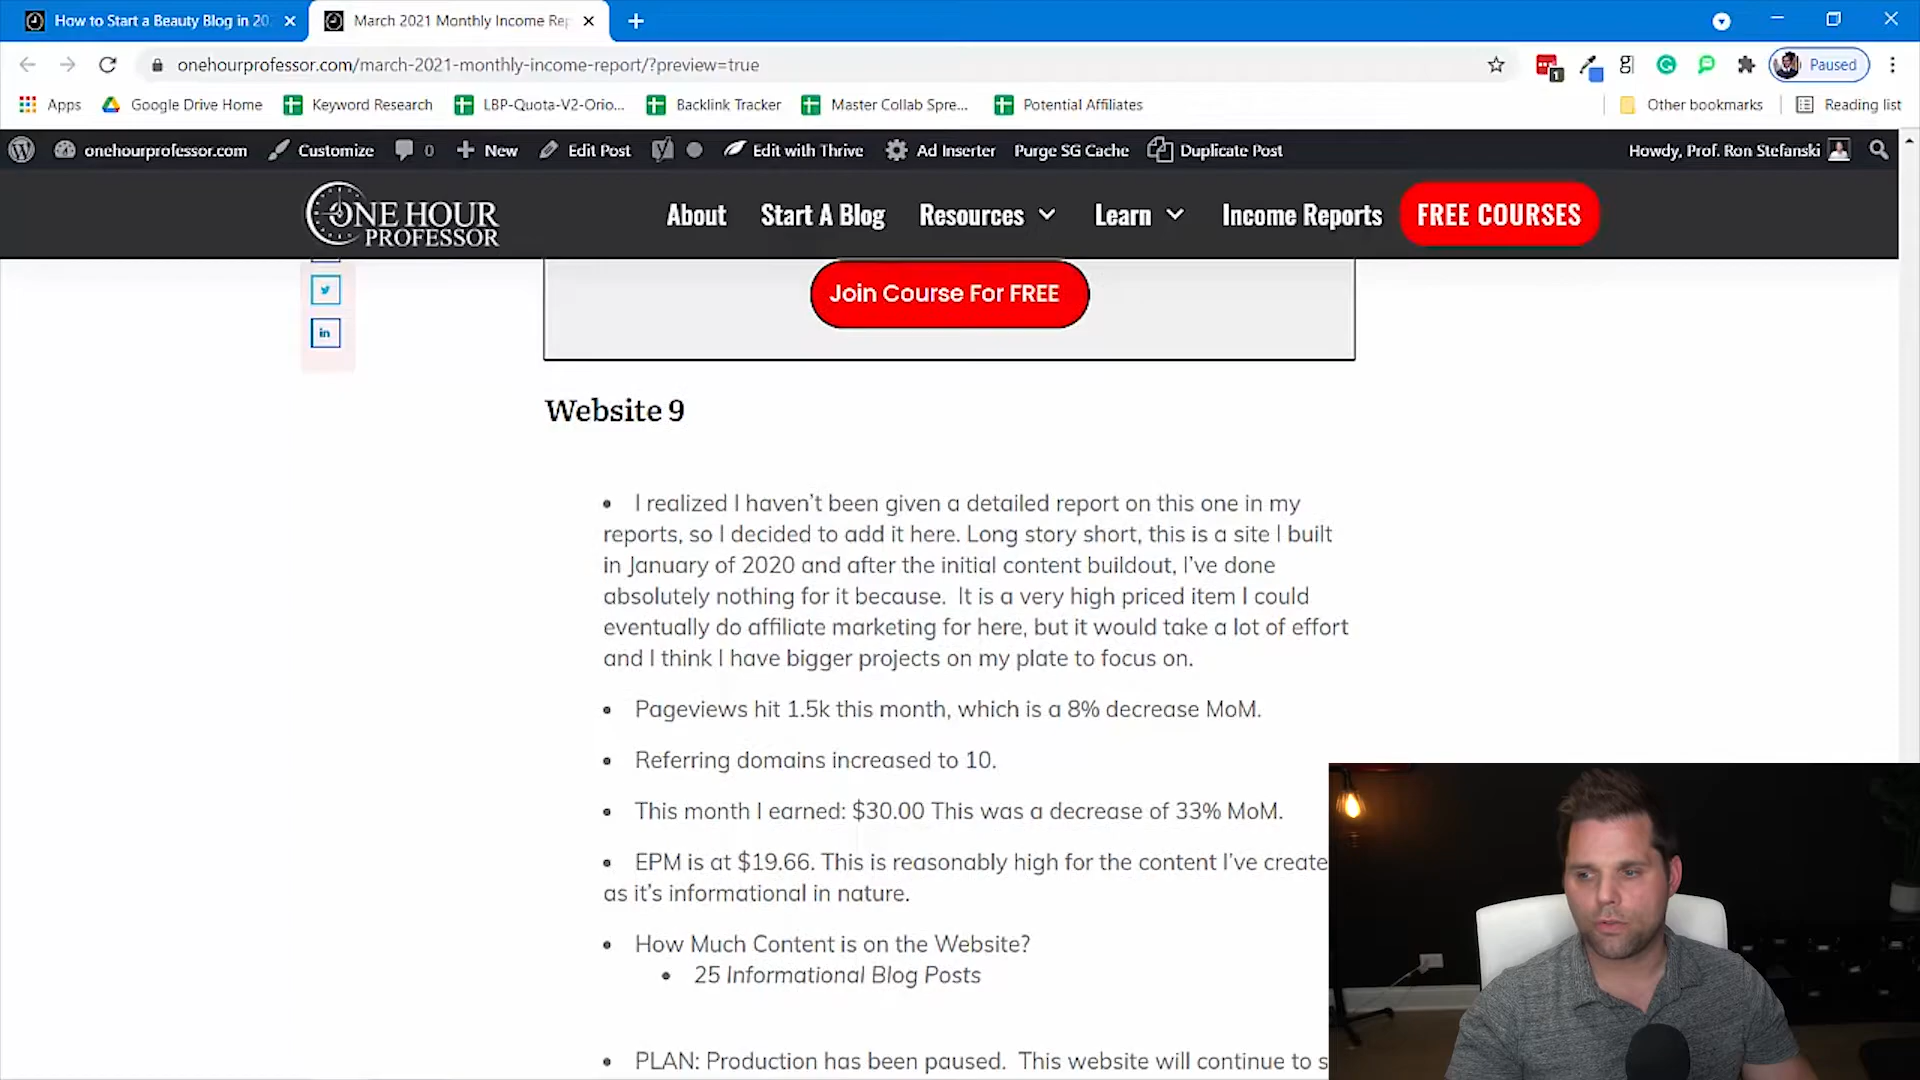 How to Start a Beauty Blog in 20
March 2021 Monthly Income Rep
onehourprofessor.com/march-2021-monthly-income-report/?preview=true
1
Paused
Apps
Google Drive Home
Keyword Research
LBP-Quota-V2-Orio...
Backlink Tracker
Master Collab Spre...
Potential Affiliates
Other bookmarks
Reading list
onehourprofessor.com
Customize
0
New
Edit Post
Edit with Thrive
Ad Inserter
Purge SG Cache
Duplicate Post
Howdy, Prof. Ron Stefanski
ONE HOUR
PROFESSOR
About
Start A Blog
Resources
Learn
Income Reports
FREE COURSES
in
Join Course For FREE
Website 9
• I realized I haven't been given a detailed report on this one in my
reports, so I decided to add it here. Long story short, this is a site I built
in January of 2020 and after the initial content buildout, I've done
absolutely nothing for it because.  It is a very high priced item I could
eventually do affiliate marketing for here, but it would take a lot of effort
and I think I have bigger projects on my plate to focus on.
• Pageviews hit 1.5k this month, which is a 8% decrease MoM.
• Referring domains increased to 10.
• This month I earned: $30.00 This was a decrease of 33% MoM.
• EPM is at $19.66. This is reasonably high for the content I've create
as it's informational in nature.
• How Much Content is on the Website?
• 25 Informational Blog Posts
• PLAN: Production has been paused.  This website will continue to s